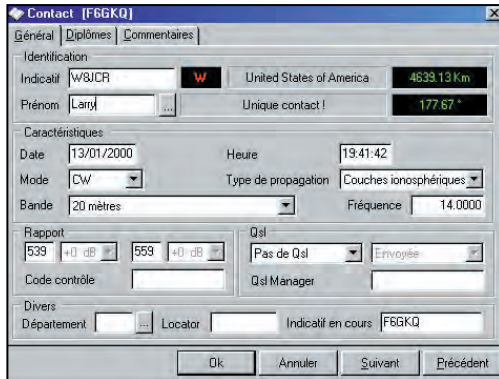 Contact [F6GKQ]
Général Diplômes Commentaires
Identification
Indicatif W8JCR W United States of America 4639.13 Km
Prénom Larry ... Unique contact ! 177.67 °
Caractéristiques
Date 13/01/2000 Heure 19:41:42
Mode CW Type de propagation Couches ionosphériques
Bande 20 mètres Fréquence 14.0000
Rapport Qsl
539 +0 dB 559 +0 dB Pas de Qsl Envoyée
Code contrôle Qsl Manager
Divers
Département ... Locator Indicatif en cours F6GKQ
Ok Annuler Suivant Précédent